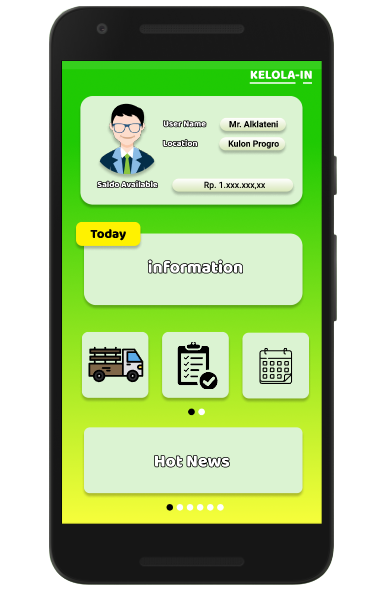 KELOLA-IN
User Name Mr. Alklateni
Location Kulon Progro
Saldo Available Rp. 1.xxx.xxx,xx
Today
information
Hot News